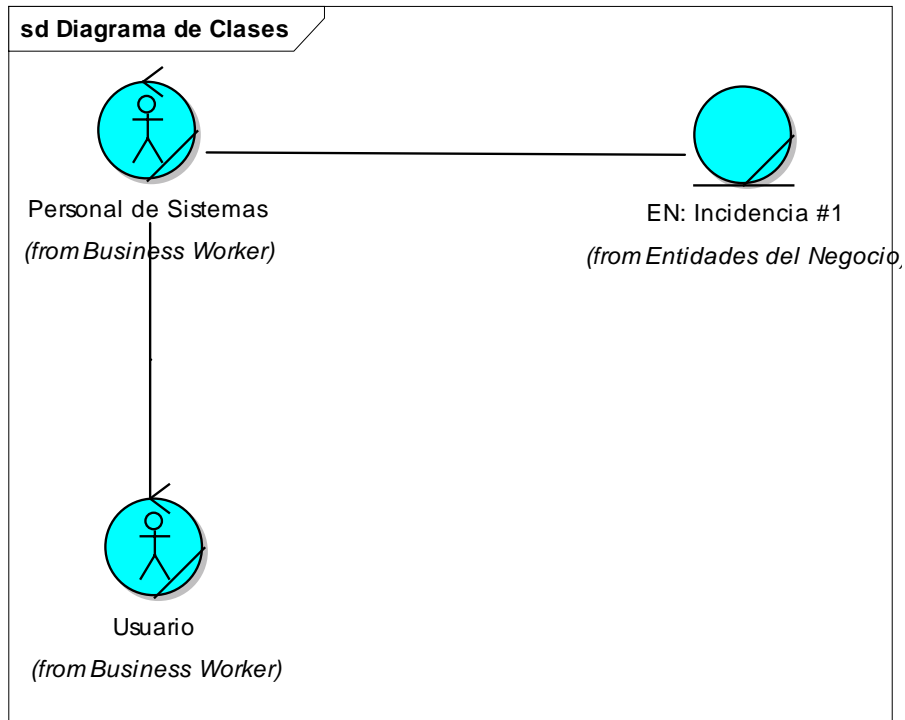 sd Diagrama de Clases
Personal de Sistemas
(from Business Worker)
EN: Incidencia #1
(from Entidades del Negocio)
Usuario
(from Business Worker)